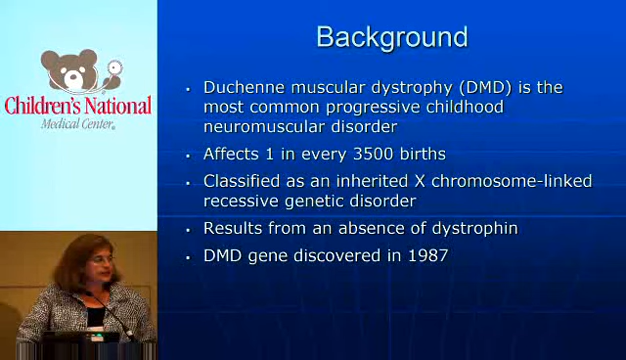 Background
Children's National
Medical Center
▪ Duchenne muscular dystrophy (DMD) is the
most common progressive childhood
neuromuscular disorder
▪ Affects 1 in every 3500 births
▪ Classified as an inherited X chromosome-linked
recessive genetic disorder
▪ Results from an absence of dystrophin
▪ DMD gene discovered in 1987